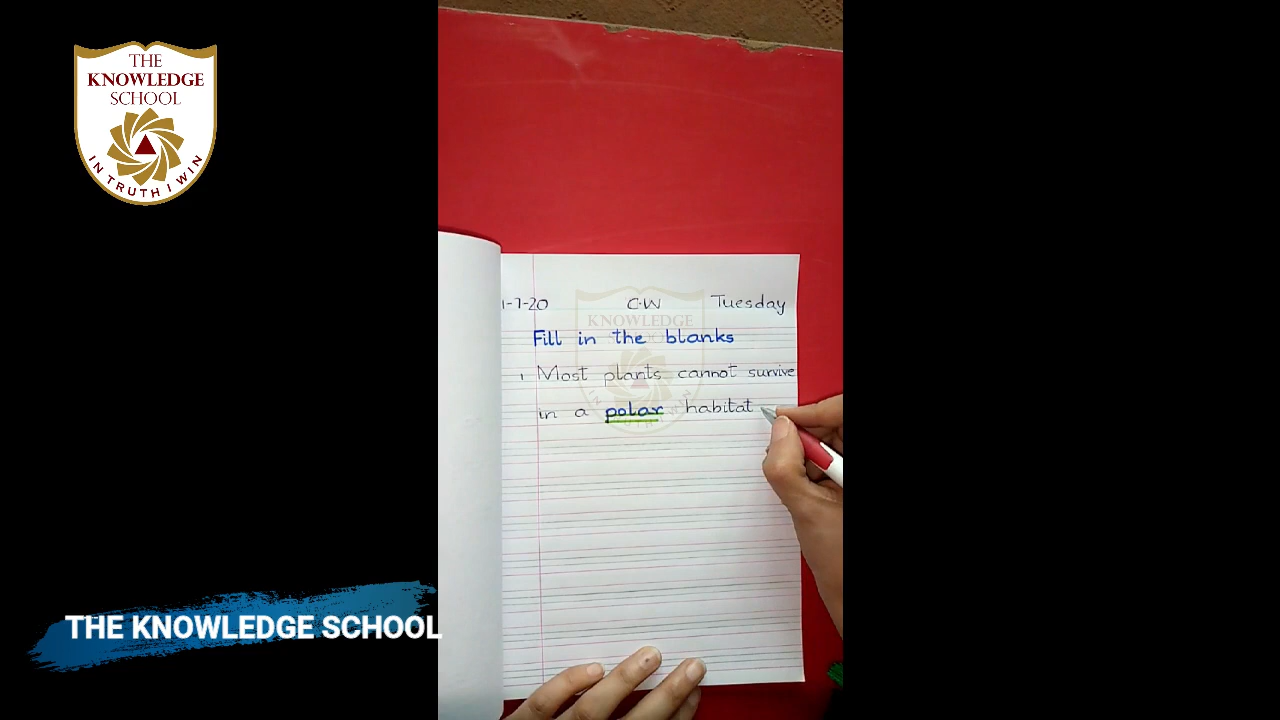 THE
KNOWLEDGE
SCHOOL
IN TRUTH I WIN
1-7-20 C.W Tuesday
KNOWLEDGE
Fill in the blanks
1 Most plants cannot survive
in a polar habitat
THE KNOWLEDGE SCHOOL